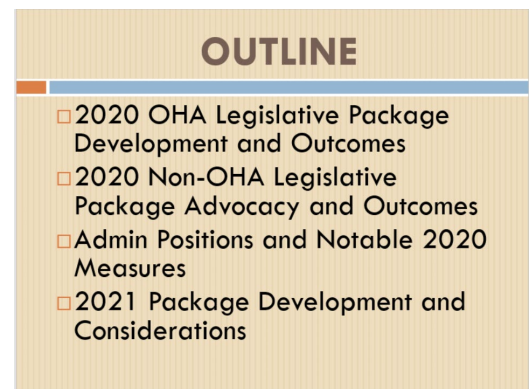 OUTLINE
2020 OHA Legislative Package
Development and Outcomes
2020 Non-OHA Legislative
Package Advocacy and Outcomes
Admin Positions and Notable 2020
Measures
2021 Package Development and
Considerations